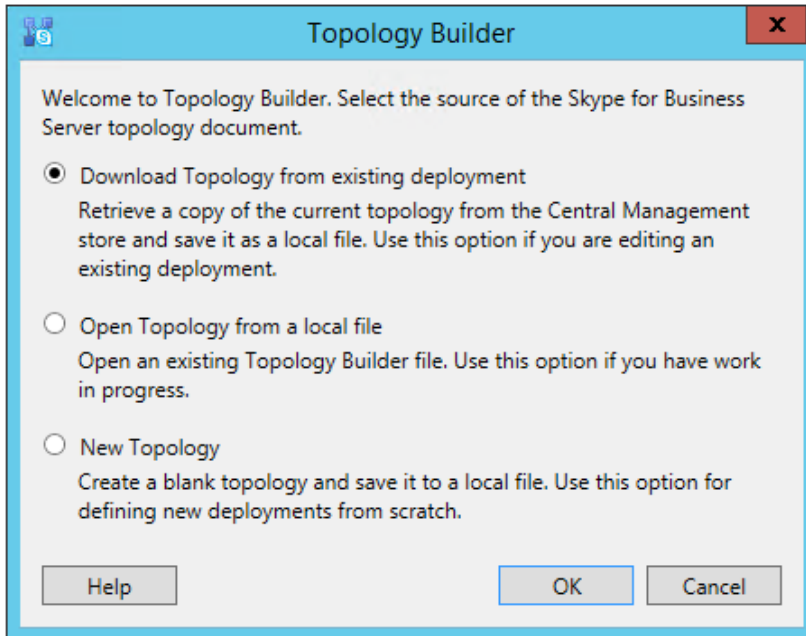 Topology Builder
x
Welcome to Topology Builder. Select the source of the Skype for Business
Server topology document.
Download Topology from existing deployment
Retrieve a copy of the current topology from the Central Management
store and save it as a local file. Use this option if you are editing an
existing deployment.
Open Topology from a local file
Open an existing Topology Builder file. Use this option if you have work
in progress.
New Topology
Create a blank topology and save it to a local file. Use this option for
defining new deployments from scratch.
Help
OK
Cancel